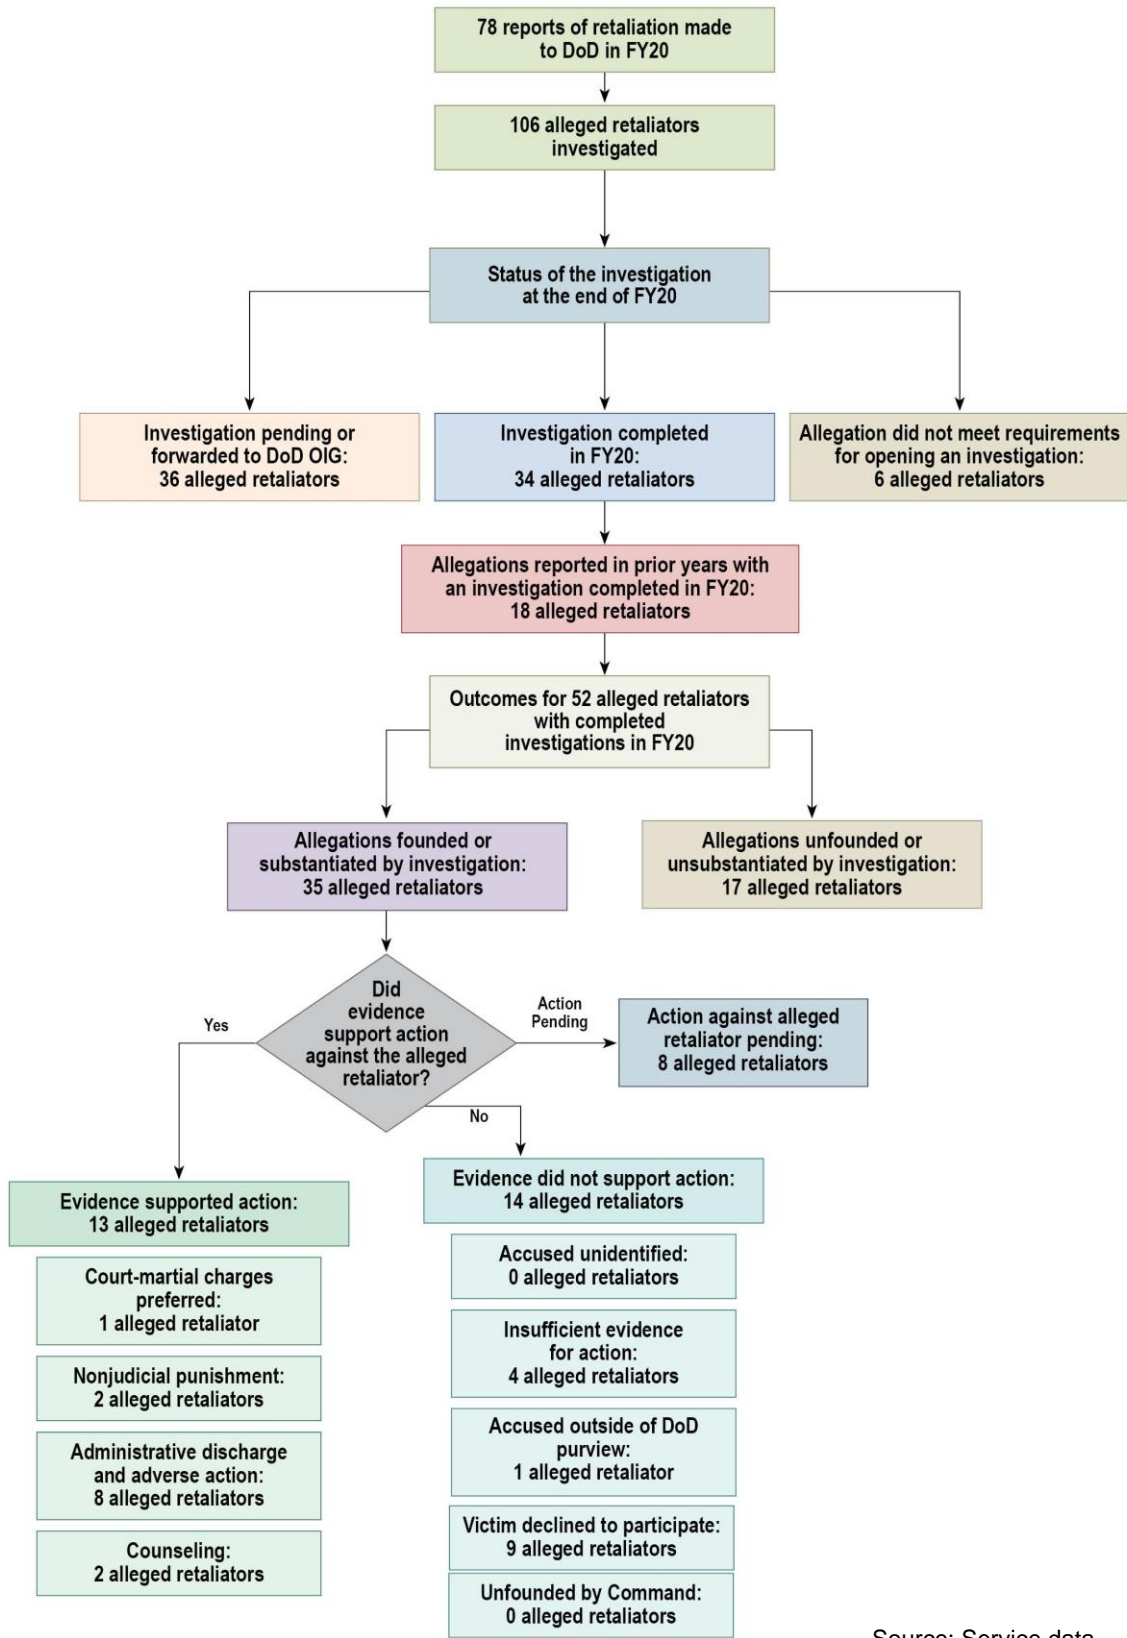 78 reports of retaliation made
to DoD in FY20
106 alleged retaliators
investigated
Status of the investigation
at the end of FY20
Investigation pending or
forwarded to DoD OIG:
36 alleged retaliators
Investigation completed
in FY20:
34 alleged retaliators
Allegation did not meet requirements
for opening an investigation:
6 alleged retaliators
Allegations reported in prior years with
an investigation completed in FY20:
18 alleged retaliators
Outcomes for 52 alleged retaliators
with completed
investigations in FY20
Allegations founded or
substantiated by investigation:
35 alleged retaliators
Allegations unfounded or
unsubstantiated by investigation:
17 alleged retaliators
Did
evidence
support action
against the alleged
retaliator?
Yes
Action
Pending
No
Action against alleged
retaliator pending:
8 alleged retaliators
Evidence supported action:
13 alleged retaliators
Court-martial charges
preferred:
1 alleged retaliator
Nonjudicial punishment:
2 alleged retaliators
Administrative discharge
and adverse action:
8 alleged retaliators
Counseling:
2 alleged retaliators
Evidence did not support action:
14 alleged retaliators
Accused unidentified:
0 alleged retaliators
Insufficient evidence
for action:
4 alleged retaliators
Accused outside of DoD
purview:
1 alleged retaliator
Victim declined to participate:
9 alleged retaliators
Unfounded by Command:
0 alleged retaliators
Source: Service data